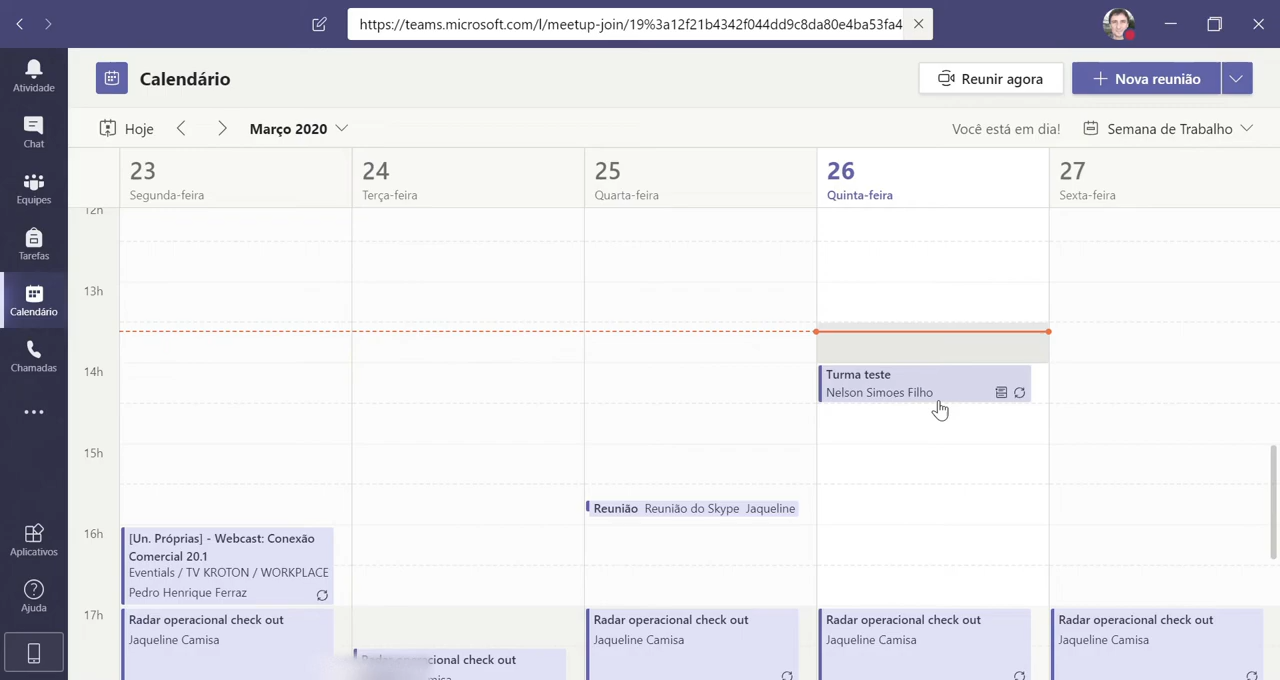 https://teams.microsoft.com/l/meetup-join/19%3a12f21b4342f044dd9c8da80e4ba53fa4
Atividade
Chat
Equipes
Tarefas
Calendário
Chamadas
Aplicativos
Ajuda
Calendário
Reunir agora
Nova reunião
Hoje
Março 2020
Você está em dia!
Semana de Trabalho
23
Segunda-feira
24
Terça-feira
25
Quarta-feira
26
Quinta-feira
27
Sexta-feira
12h
13h
14h
Turma teste
Nelson Simoes Filho
15h
Reunião Reunião do Skype Jaqueline
16h
[Un. Próprias] - Webcast: Conexão
Comercial 20.1
Eventials / TV KROTON / WORKPLACE
Pedro Henrique Ferraz
17h
Radar operacional check out
Jaqueline Camisa
Radar operacional check out
Radar operacional check out
Jaqueline Camisa
Radar operacional check out
Jaqueline Camisa
Radar operacional check out
Jaqueline Camisa